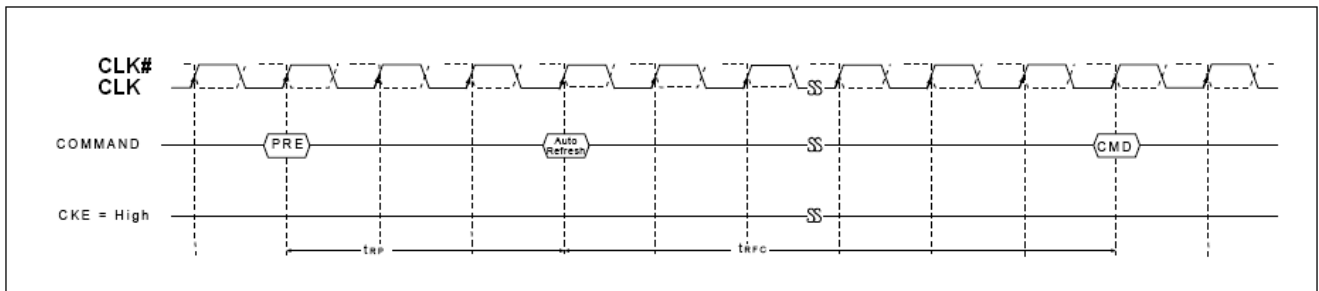 CLK#
CLK
COMMAND
PRE
Auto
Refresh
CMD
CKE = High
tRP
tRFC